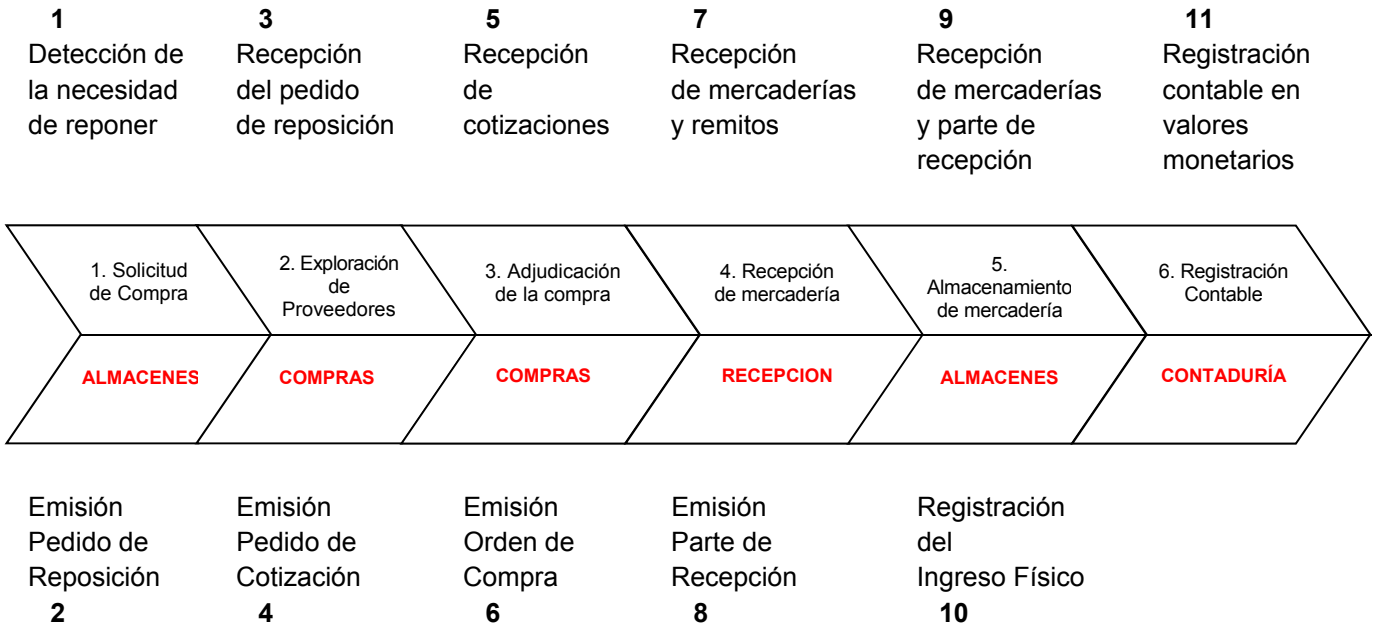 1
Detección de
la necesidad
de reponer
3
Recepción
del pedido
de reposición
5
Recepción
de
cotizaciones
7
Recepción
de mercaderías
y remitos
9
Recepción
de mercaderías
y parte de
recepción
11
Registración
contable en
valores
monetarios
1. Solicitud
de Compra
2. Exploración
de
Proveedores
3. Adjudicación
de la compra
4. Recepción
de mercadería
5.
Almacenamiento
de mercadería
6. Registración
Contable
ALMACENES
COMPRAS
COMPRAS
RECEPCION
ALMACENES
CONTADURÍA
Emisión
Pedido de
Reposición
2
Emisión
Pedido de
Cotización
4
Emisión
Orden de
Compra
6
Emisión
Parte de
Recepción
8
Registración
del
Ingreso Físico
10